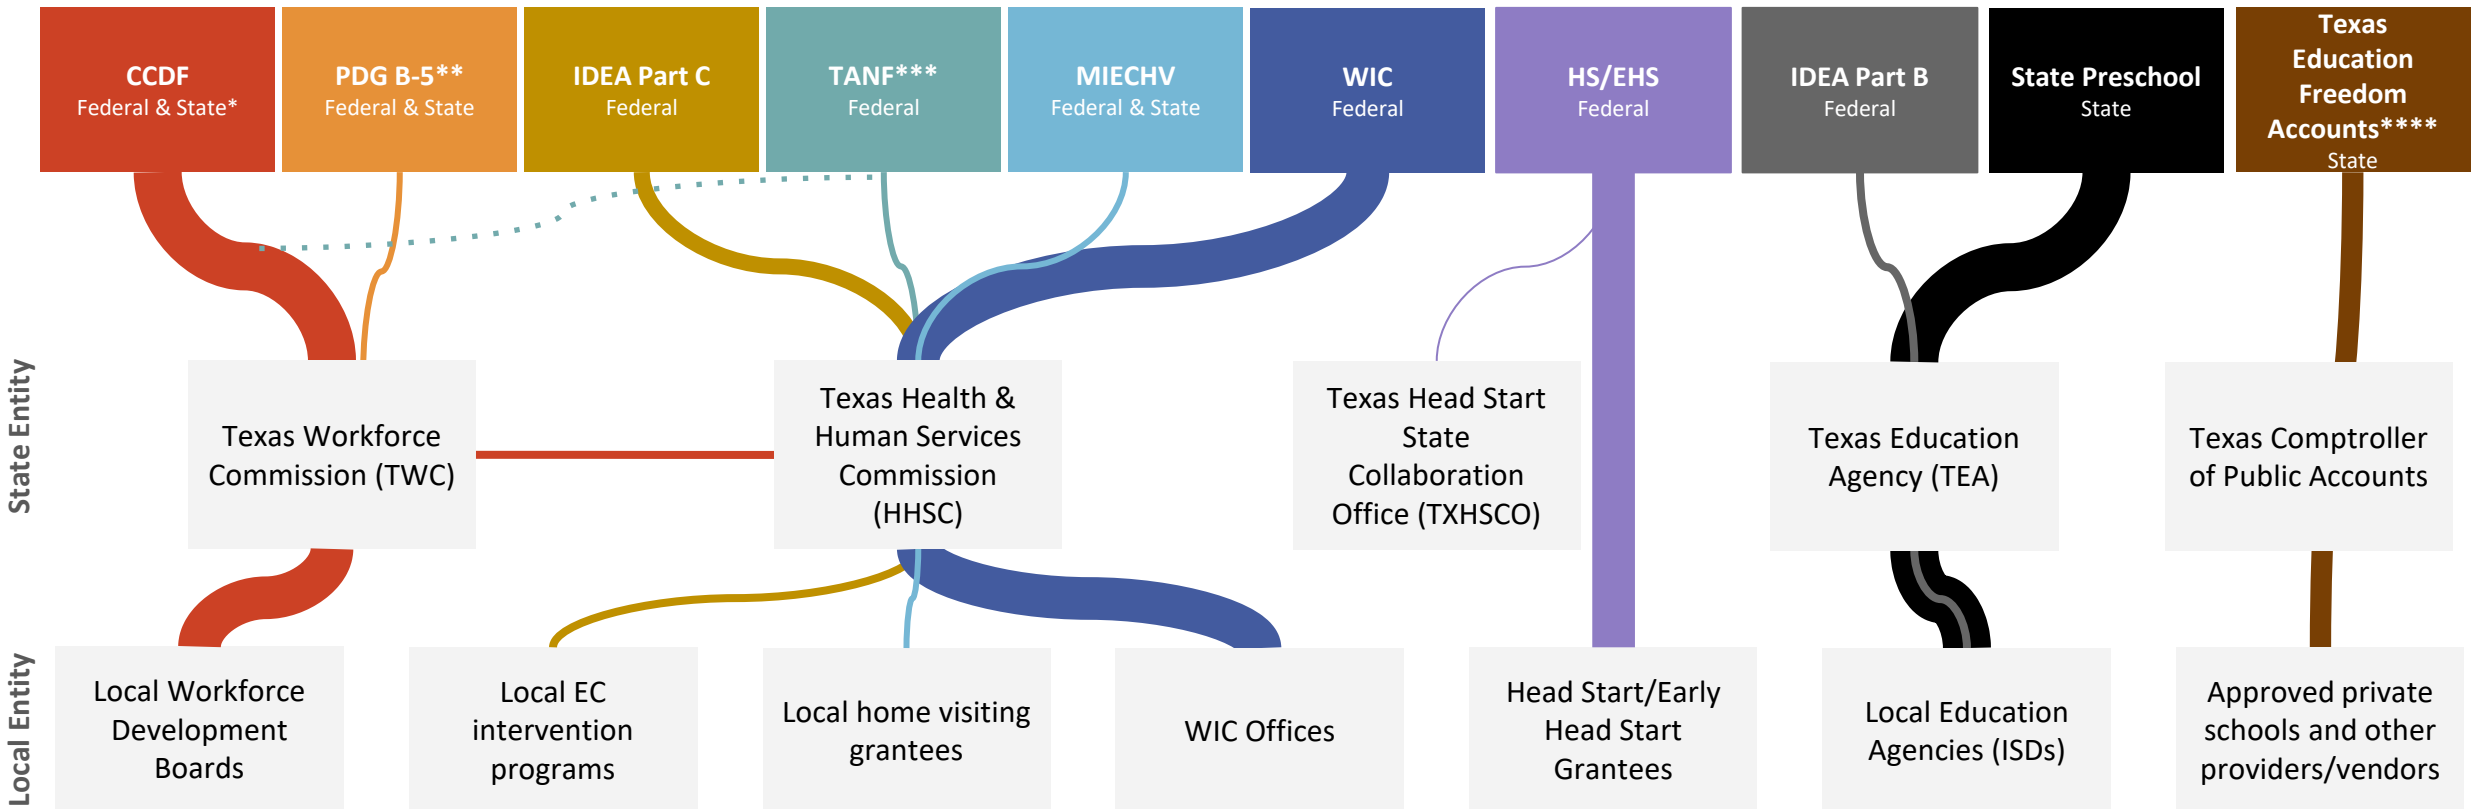 CCDF
Federal & State*
PDG B-5**
Federal & State
IDEA Part C
Federal
TANF***
Federal
MIECHV
Federal & State
WIC
Federal
HS/EHS
Federal
IDEA Part B
Federal
State Preschool
State
Texas
Education
Freedom
Accounts****
State
State Entity
Texas Workforce
Commission (TWC)
Texas Health &
Human Services
Commission
(HHSC)
Texas Head Start
State
Collaboration
Office (TXHSCO)
Texas Education
Agency (TEA)
Texas Comptroller
of Public Accounts
Local Entity
Local Workforce
Development
Boards
Local EC
intervention
programs
Local home visiting
grantees
WIC Offices
Head Start/Early
Head Start
Grantees
Local Education
Agencies (ISDs)
Approved private
schools and other
providers/vendors